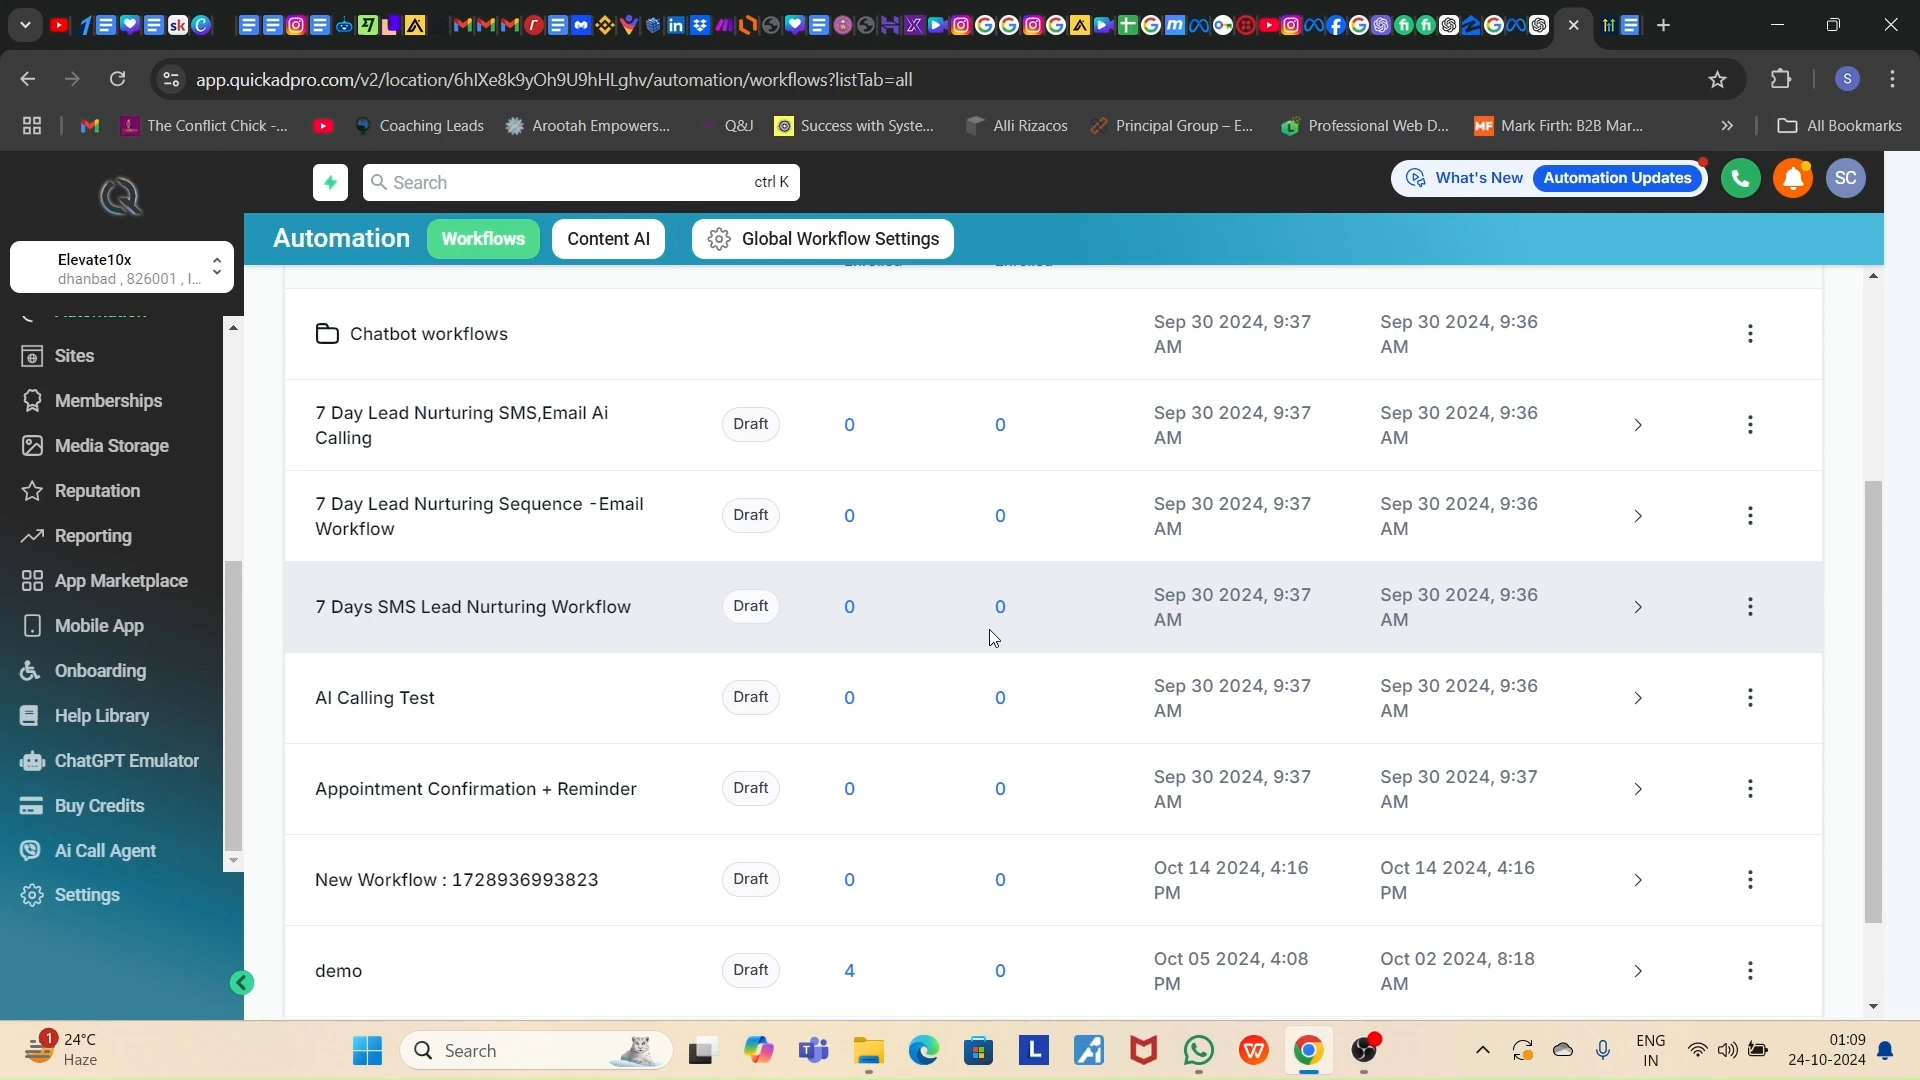 app.quickadpro.com/v2/location/6hlXe8k9yOh9U9hHLghv/automation/workflows?listTab=all
S
The Conflict Chick -...
Coaching Leads
Arootah Empowers...
Q&J
Success with Syste...
Alli Rizacos
Principal Group – E...
Professional Web D...
MF Mark Firth: B2B Mar...
All Bookmarks
Search
ctrl K
What's New
Automation Updates
SC
Automation
Workflows
Content AI
Global Workflow Settings
Elevate10x
dhanbad , 826001 , I...
Automation
Sites
Memberships
Media Storage
Reputation
Reporting
App Marketplace
Mobile App
Onboarding
Help Library
ChatGPT Emulator
Buy Credits
Ai Call Agent
Settings
Enrolled Enrolled
Chatbot workflows
Sep 30 2024, 9:37 AM
Sep 30 2024, 9:36 AM
7 Day Lead Nurturing SMS,Email Ai
Calling
Draft
0
0
Sep 30 2024, 9:37 AM
Sep 30 2024, 9:36 AM
7 Day Lead Nurturing Sequence -Email
Workflow
Draft
0
0
Sep 30 2024, 9:37 AM
Sep 30 2024, 9:36 AM
7 Days SMS Lead Nurturing Workflow
Draft
0
0
Sep 30 2024, 9:37 AM
Sep 30 2024, 9:36 AM
AI Calling Test
Draft
0
0
Sep 30 2024, 9:37 AM
Sep 30 2024, 9:36 AM
Appointment Confirmation + Reminder
Draft
0
0
Sep 30 2024, 9:37 AM
Sep 30 2024, 9:37 AM
New Workflow : 1728936993823
Draft
0
0
Oct 14 2024, 4:16 PM
Oct 14 2024, 4:16 PM
demo
Draft
4
0
Oct 05 2024, 4:08 PM
Oct 02 2024, 8:18 AM
1
24°C
Haze
Search
L
ENG
IN
01:09
24-10-2024